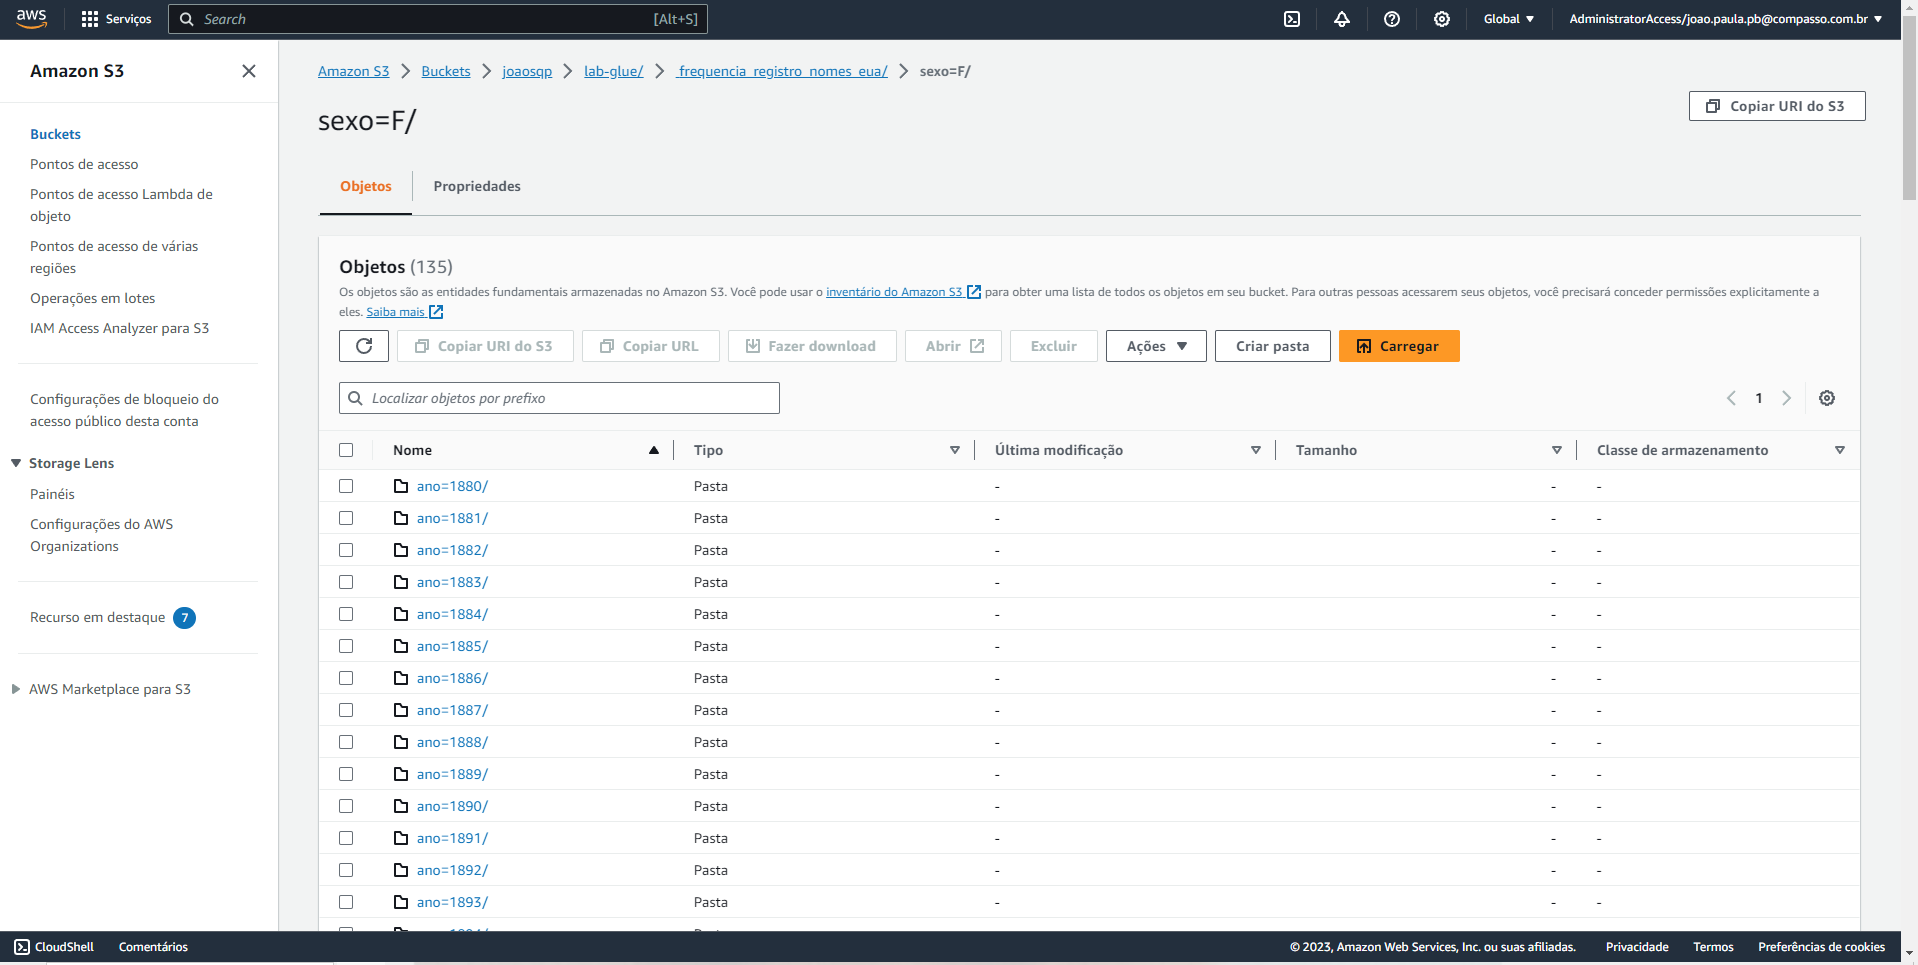 aws
Serviços
Search
[Alt+S]
Global
AdministratorAccess/joao.paula.pb@compasso.com.br
Amazon S3
Buckets
Pontos de acesso
Pontos de acesso Lambda de
objeto
Pontos de acesso de várias
regiões
Operações em lotes
IAM Access Analyzer para S3
Configurações de bloqueio do
acesso público desta conta
Storage Lens
Painéis
Configurações do AWS
Organizations
Recurso em destaque 7
AWS Marketplace para S3
Amazon S3 Buckets joaosqp lab-glue/ _frequencia_registro_nomes_eua/ sexo=F/
sexo=F/
Copiar URI do S3
Objetos
Propriedades
Objetos (135)
Os objetos são as entidades fundamentais armazenadas no Amazon S3. Você pode usar o inventário do Amazon S3 para obter uma lista de todos os objetos em seu bucket. Para outras pessoas acessarem seus objetos, você precisará conceder permissões explicitamente a
eles. Saiba mais
Copiar URI do S3 Copiar URL Fazer download Abrir Excluir Ações Criar pasta Carregar
Localizar objetos por prefixo
1
Nome Tipo Última modificação Tamanho Classe de armazenamento
ano=1880/ Pasta - - -
ano=1881/ Pasta - - -
ano=1882/ Pasta - - -
ano=1883/ Pasta - - -
ano=1884/ Pasta - - -
ano=1885/ Pasta - - -
ano=1886/ Pasta - - -
ano=1887/ Pasta - - -
ano=1888/ Pasta - - -
ano=1889/ Pasta - - -
ano=1890/ Pasta - - -
ano=1891/ Pasta - - -
ano=1892/ Pasta - - -
ano=1893/ Pasta - - -
CloudShell
Comentários
© 2023, Amazon Web Services, Inc. ou suas afiliadas.
Privacidade
Termos
Preferências de cookies